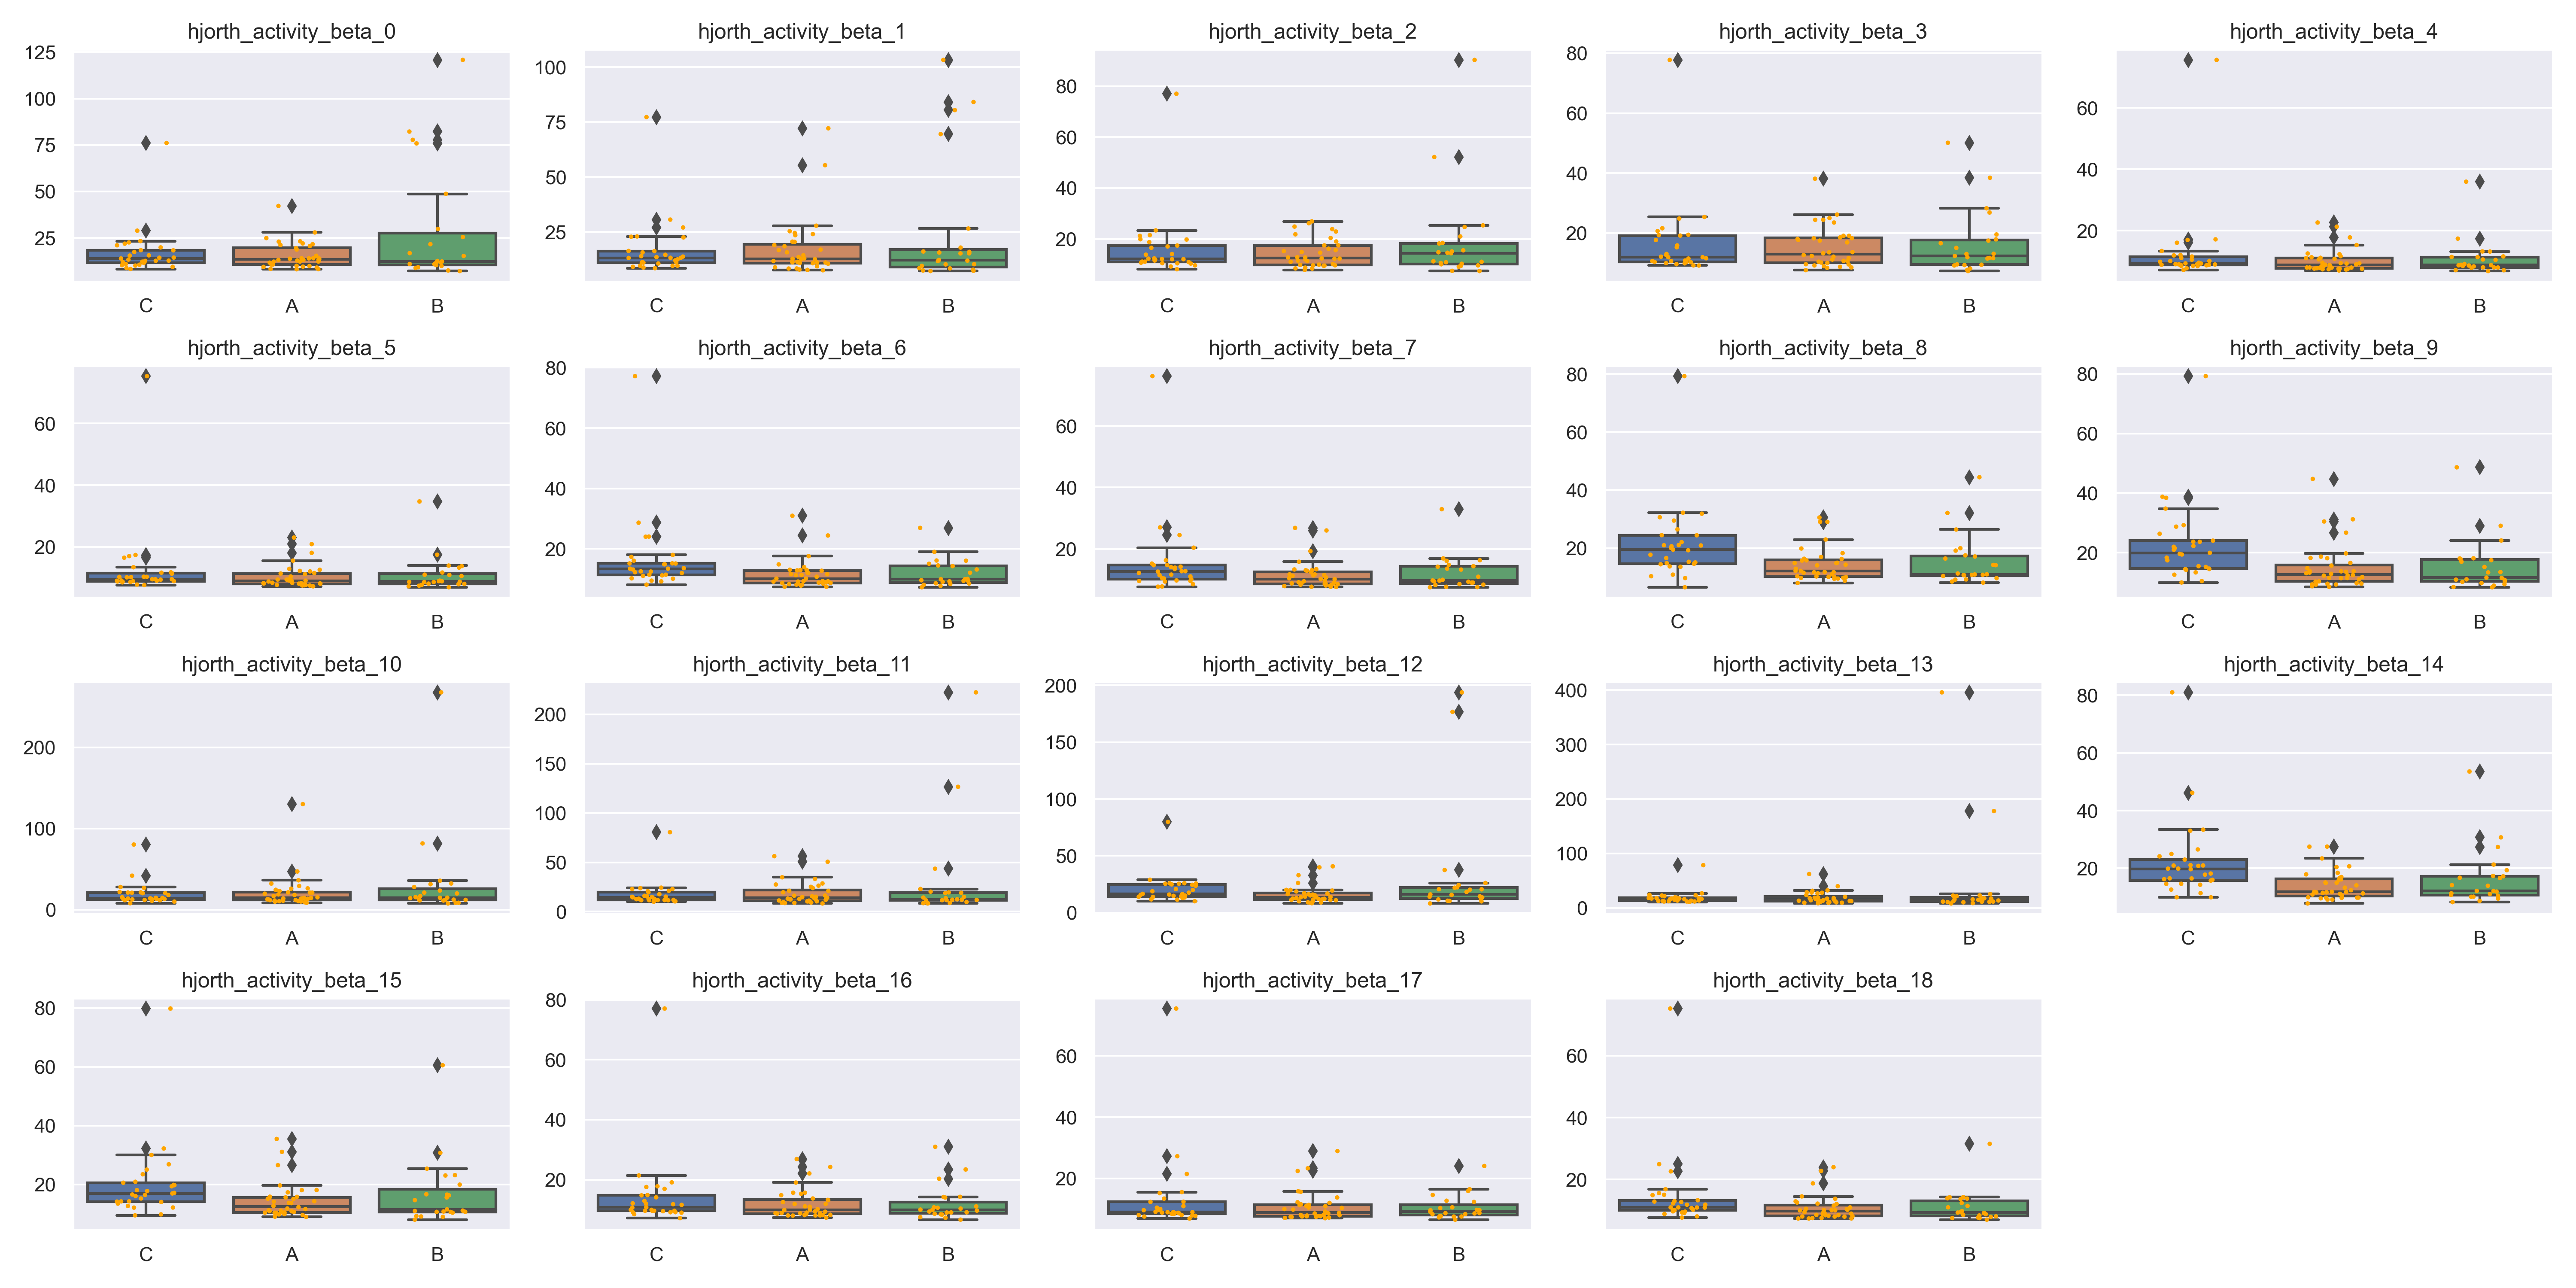 hjorth_activity_beta_0
125
100
75
50
25
C A B
hjorth_activity_beta_1
100
75
50
25
C A B
hjorth_activity_beta_2
80
60
40
20
C A B
hjorth_activity_beta_3
80
60
40
20
C A B
hjorth_activity_beta_4
60
40
20
C A B
hjorth_activity_beta_5
60
40
20
C A B
hjorth_activity_beta_6
80
60
40
20
C A B
hjorth_activity_beta_7
60
40
20
C A B
hjorth_activity_beta_8
80
60
40
20
C A B
hjorth_activity_beta_9
80
60
40
20
C A B
hjorth_activity_beta_10
200
100
0
C A B
hjorth_activity_beta_11
200
150
100
50
0
C A B
hjorth_activity_beta_12
200
150
100
50
0
C A B
hjorth_activity_beta_13
400
300
200
100
0
C A B
hjorth_activity_beta_14
80
60
40
20
C A B
hjorth_activity_beta_15
80
60
40
20
C A B
hjorth_activity_beta_16
80
60
40
20
C A B
hjorth_activity_beta_17
60
40
20
C A B
hjorth_activity_beta_18
60
40
20
C A B